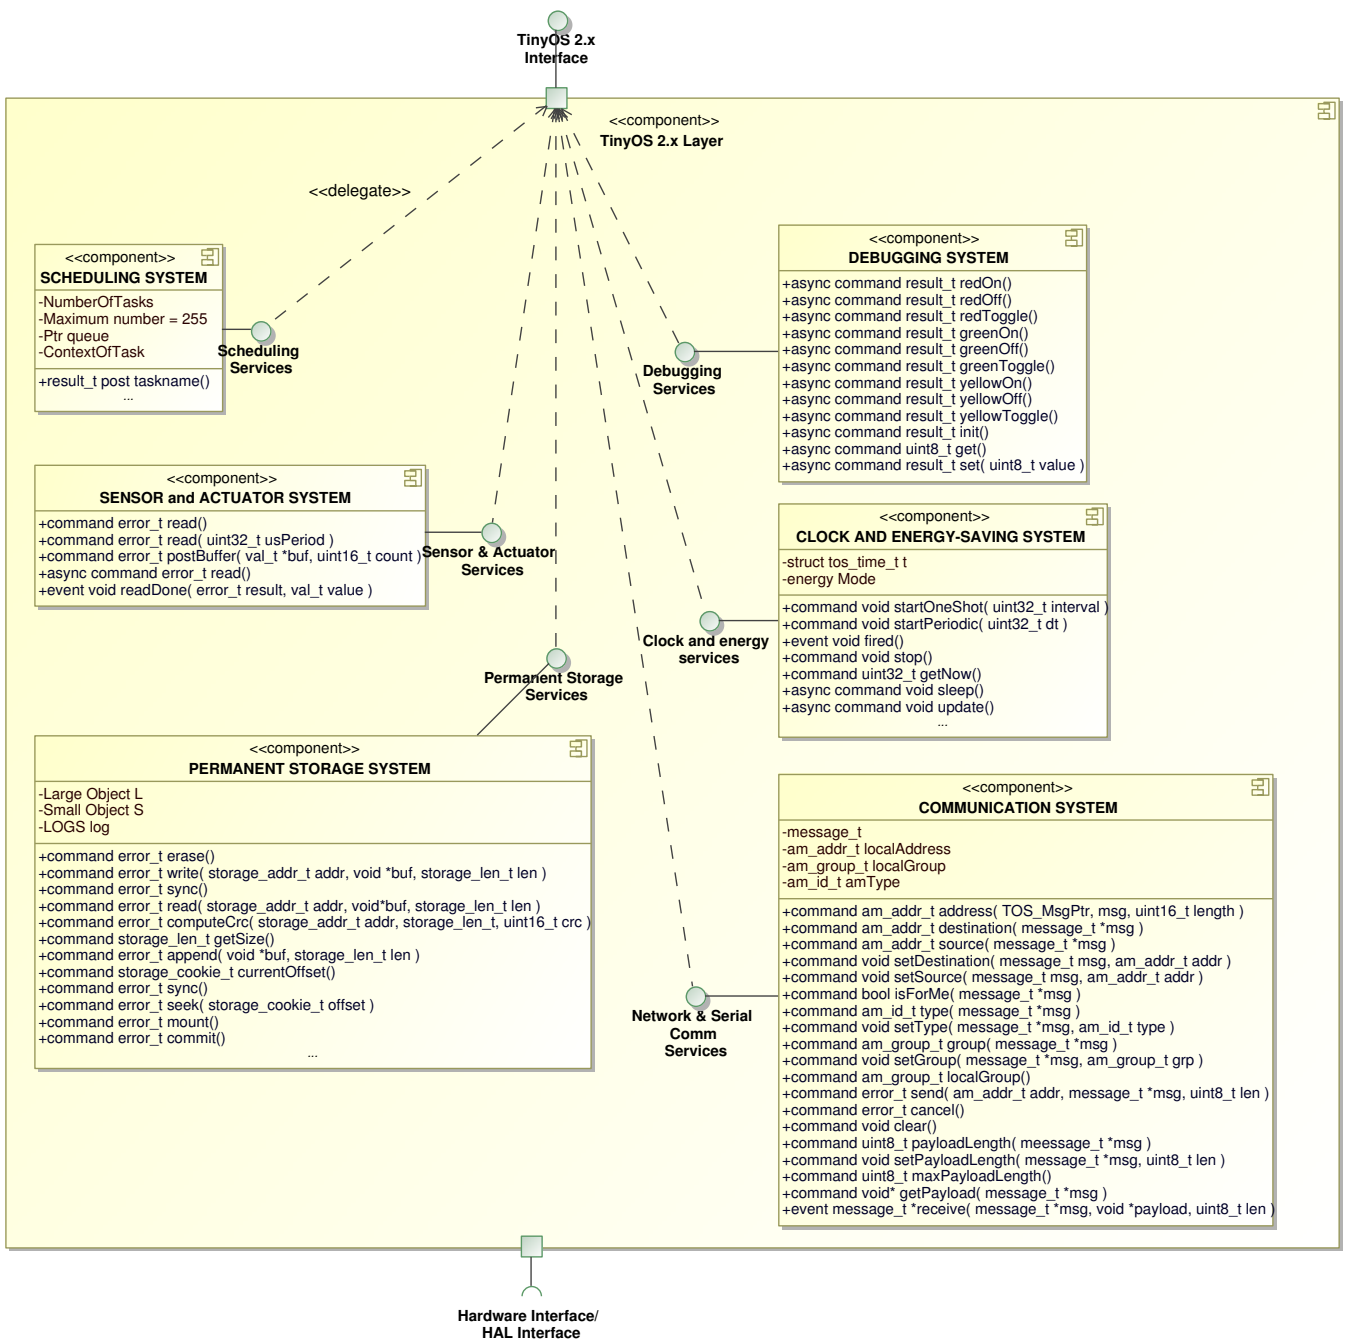 TinyOS 2.x
Interface
<<component>>
TinyOS 2.x Layer
<<delegate>>
<<component>>
SCHEDULING SYSTEM
-NumberOfTasks
-Maximum number = 255
-Ptr queue
-ContextOfTask
+result_t post taskname()
...
Scheduling
Services
<<component>>
DEBUGGING SYSTEM
+async command result_t redOn()
+async command result_t redOff()
+async command result_t redToggle()
+async command result_t greenOn()
+async command result_t greenOff()
+async command result_t greenToggle()
+async command result_t yellowOn()
+async command result_t yellowOff()
+async command result_t yellowToggle()
+async command result_t init()
+async command uint8_t get()
+async command result_t set( uint8_t value )
Debugging
Services
<<component>>
SENSOR and ACTUATOR SYSTEM
+command error_t read()
+command error_t read( uint32_t usPeriod )
+command error_t postBuffer( val_t *buf, uint16_t count )
+async command error_t read()
+event void readDone( error_t result, val_t value )
Sensor & Actuator
Services
<<component>>
CLOCK AND ENERGY-SAVING SYSTEM
-struct tos_time_t t
-energy Mode
+command void startOneShot( uint32_t interval )
+command void startPeriodic( uint32_t dt )
+event void fired()
+command void stop()
+command uint32_t getNow()
+async command void sleep()
+async command void update()
...
Clock and energy
services
Permanent Storage
Services
<<component>>
PERMANENT STORAGE SYSTEM
-Large Object L
-Small Object S
-LOGS log
+command error_t erase()
+command error_t write( storage_addr_t addr, void *buf, storage_len_t len )
+command error_t sync()
+command error_t read( storage_addr_t addr, void*buf, storage_len_t len )
+command error_t computeCrc( storage_addr_t addr, storage_len_t, uint16_t crc )
+command storage_len_t getSize()
+command error_t append( void *buf, storage_len_t len )
+command storage_cookie_t currentOffset()
+command error_t sync()
+command error_t seek( storage_cookie_t offset )
+command error_t mount()
+command error_t commit()
...
<<component>>
COMMUNICATION SYSTEM
-message_t
-am_addr_t localAddress
-am_group_t localGroup
-am_id_t amType
+command am_addr_t address( TOS_MsgPtr, msg, uint16_t length )
+command am_addr_t destination( message_t *msg )
+command am_addr_t source( message_t *msg )
+command void setDestination( message_t msg, am_addr_t addr )
+command void setSource( message_t msg, am_addr_t addr )
+command bool isForMe( message_t *msg )
+command am_id_t type( message_t *msg )
+command void setType( message_t *msg, am_id_t type )
+command am_group_t group( message_t *msg )
+command void setGroup( message_t *msg, am_group_t grp )
+command am_group_t localGroup()
+command error_t send( am_addr_t addr, message_t *msg, uint8_t len )
+command error_t cancel()
+command void clear()
+command uint8_t payloadLength( meessage_t *msg )
+command void setPayloadLength( message_t *msg, uint8_t len )
+command uint8_t maxPayloadLength()
+command void* getPayload( message_t *msg )
+event message_t *receive( message_t *msg, void *payload, uint8_t len )
Network & Serial
Comm
Services
Hardware Interface/
HAL Interface